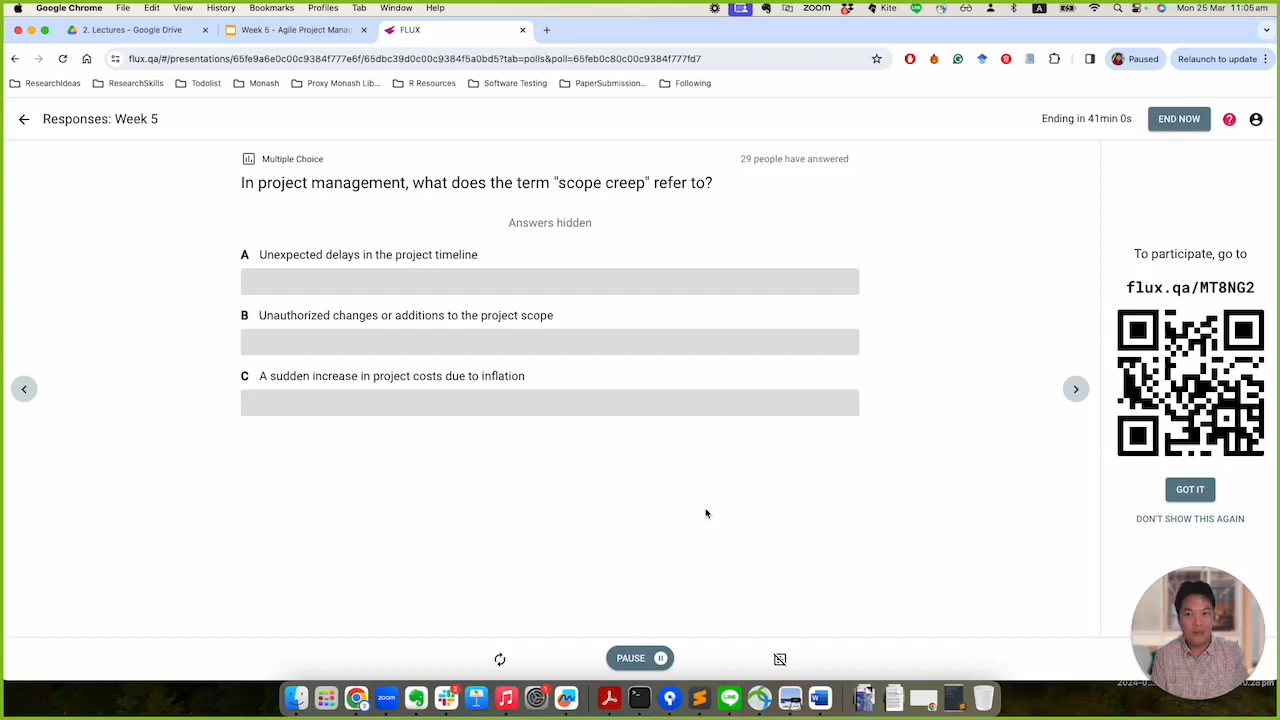 Google Chrome File Edit View History Bookmarks Profiles Tab Window Help
zoom Kite A Mon 25 Mar 11:05 am
2. Lectures - Google Drive
Week 5 - Agile Project Manag
FLUX
flux.qa/#/presentations/65fe9a6e0c00c9384f777e6f/65dbc39d0c00c9384f5a0bd5?tab=polls&poll=65feb0c80c00c9384f777fd7
Paused
Relaunch to update
ResearchIdeas ResearchSkills Todolist Monash Proxy Monash Lib... R Resources Software Testing PaperSubmission... Following
Responses: Week 5
Ending in 41min 0s
END NOW
Multiple Choice
29 people have answered
In project management, what does the term "scope creep" refer to?
Answers hidden
A Unexpected delays in the project timeline
B Unauthorized changes or additions to the project scope
C A sudden increase in project costs due to inflation
To participate, go to
flux.qa/MT8NG2
GOT IT
DON'T SHOW THIS AGAIN
PAUSE
zoom
LINE